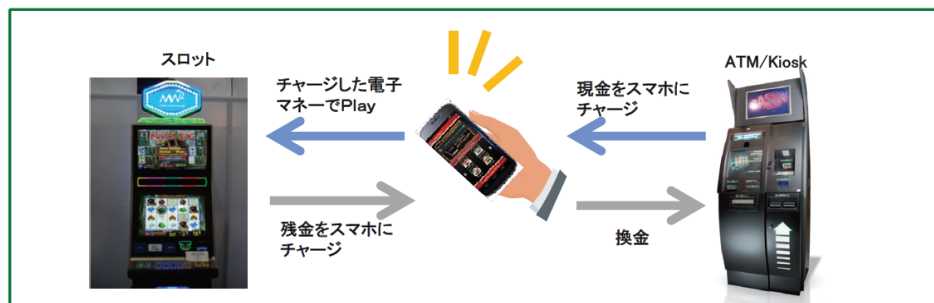 スロット
チャージした電子
マネーでPlay
現金をスマホに
チャージ
ATM/Kiosk
残金をスマホに
チャージ
換金